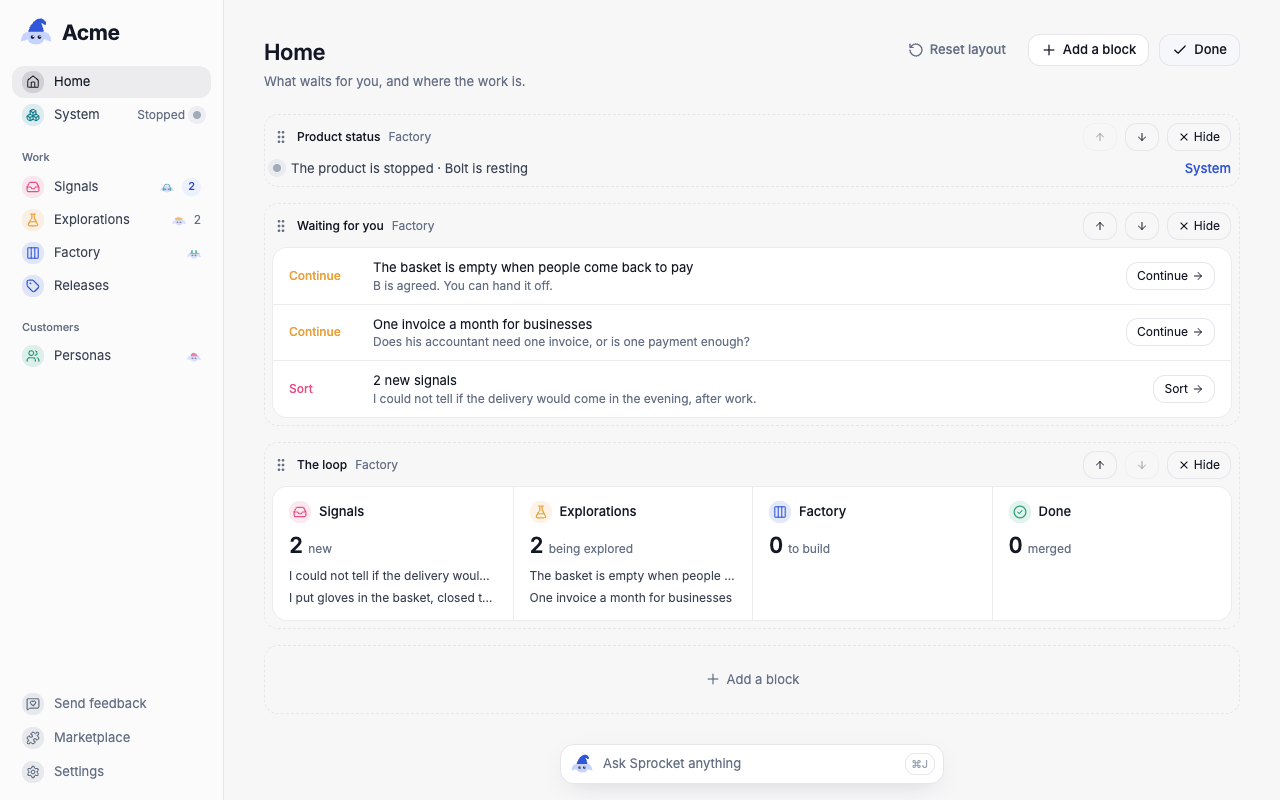 Acme
Home
System Stopped
Work
Signals 2
Explorations 2
Factory
Releases
Customers
Personas
Send feedback
Marketplace
Settings
Home
What waits for you, and where the work is.
Reset layout
Add a block
Done
Product status Factory
Hide
The product is stopped · Bolt is resting
System
Waiting for you Factory
Hide
Continue
The basket is empty when people come back to pay
B is agreed. You can hand it off.
Continue →
Continue
One invoice a month for businesses
Does his accountant need one invoice, or is one payment enough?
Continue →
Sort
2 new signals
I could not tell if the delivery would come in the evening, after work.
Sort →
The loop Factory
Hide
Signals
2 new
I could not tell if the delivery woul...
I put gloves in the basket, closed t...
Explorations
2 being explored
The basket is empty when people ...
One invoice a month for businesses
Factory
0 to build
Done
0 merged
Add a block
Ask Sprocket anything
⌘J